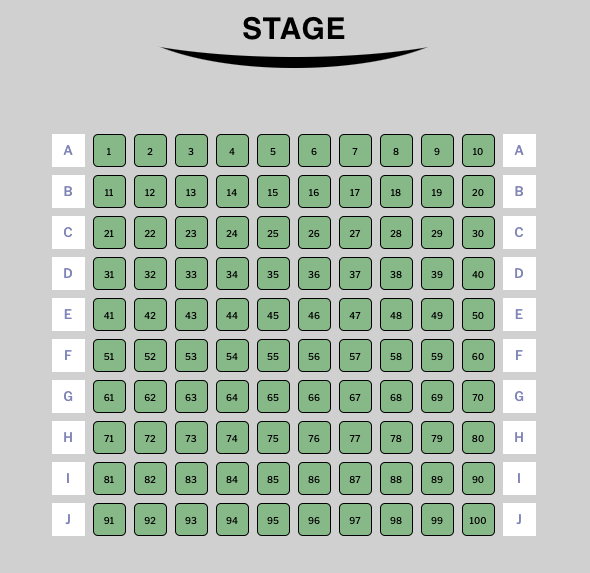 STAGE
A 1 2 3 4 5 6 7 8 9 10 A
B 11 12 13 14 15 16 17 18 19 20 B
C 21 22 23 24 25 26 27 28 29 30 C
D 31 32 33 34 35 36 37 38 39 40 D
E 41 42 43 44 45 46 47 48 49 50 E
F 51 52 53 54 55 56 57 58 59 60 F
G 61 62 63 64 65 66 67 68 69 70 G
H 71 72 73 74 75 76 77 78 79 80 H
I 81 82 83 84 85 86 87 88 89 90 I
J 91 92 93 94 95 96 97 98 99 100 J